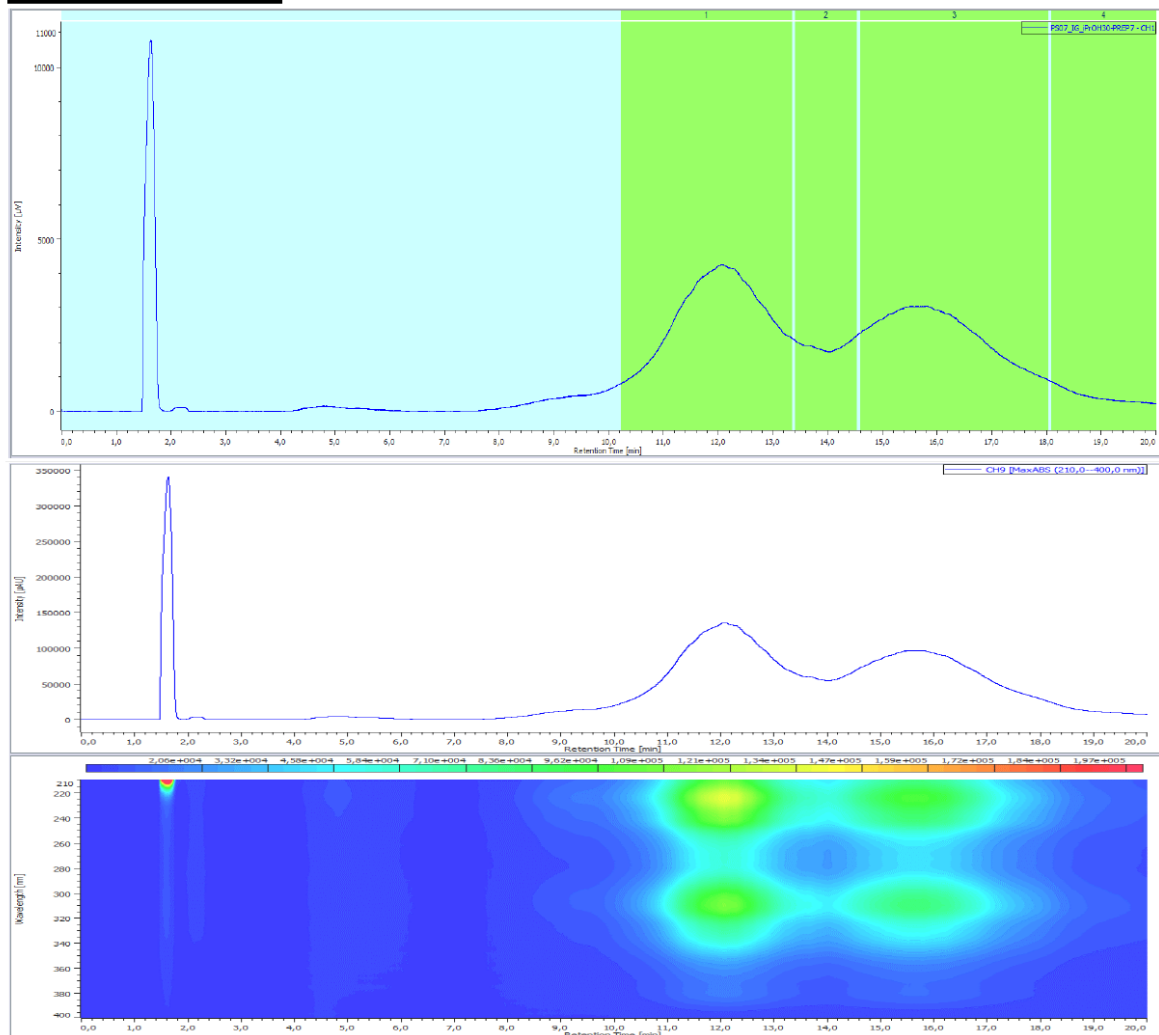 1 2 3 4
PS07_IG_iPrOH30-PREP7 - CH1
11000
10000
5000
0
Intensity [µV]
0,0 1,0 2,0 3,0 4,0 5,0 6,0 7,0 8,0 9,0 10,0 11,0 12,0 13,0 14,0 15,0 16,0 17,0 18,0 19,0 20,0
Retention Time [min]
CH9 [MaxABS (210,0--400,0 nm)]
350000
300000
250000
200000
150000
100000
50000
0
Intensity [µAU]
0,0 1,0 2,0 3,0 4,0 5,0 6,0 7,0 8,0 9,0 10,0 11,0 12,0 13,0 14,0 15,0 16,0 17,0 18,0 19,0 20,0
Retention Time [min]
2,06e+004 3,32e+004 4,58e+004 5,84e+004 7,10e+004 8,36e+004 9,62e+004 1,09e+005 1,21e+005 1,34e+005 1,47e+005 1,59e+005 1,72e+005 1,84e+005 1,97e+005
210
220
240
260
280
300
320
340
360
380
400
Wavelength [nm]
0,0 1,0 2,0 3,0 4,0 5,0 6,0 7,0 8,0 9,0 10,0 11,0 12,0 13,0 14,0 15,0 16,0 17,0 18,0 19,0 20,0
Retention Time [min]